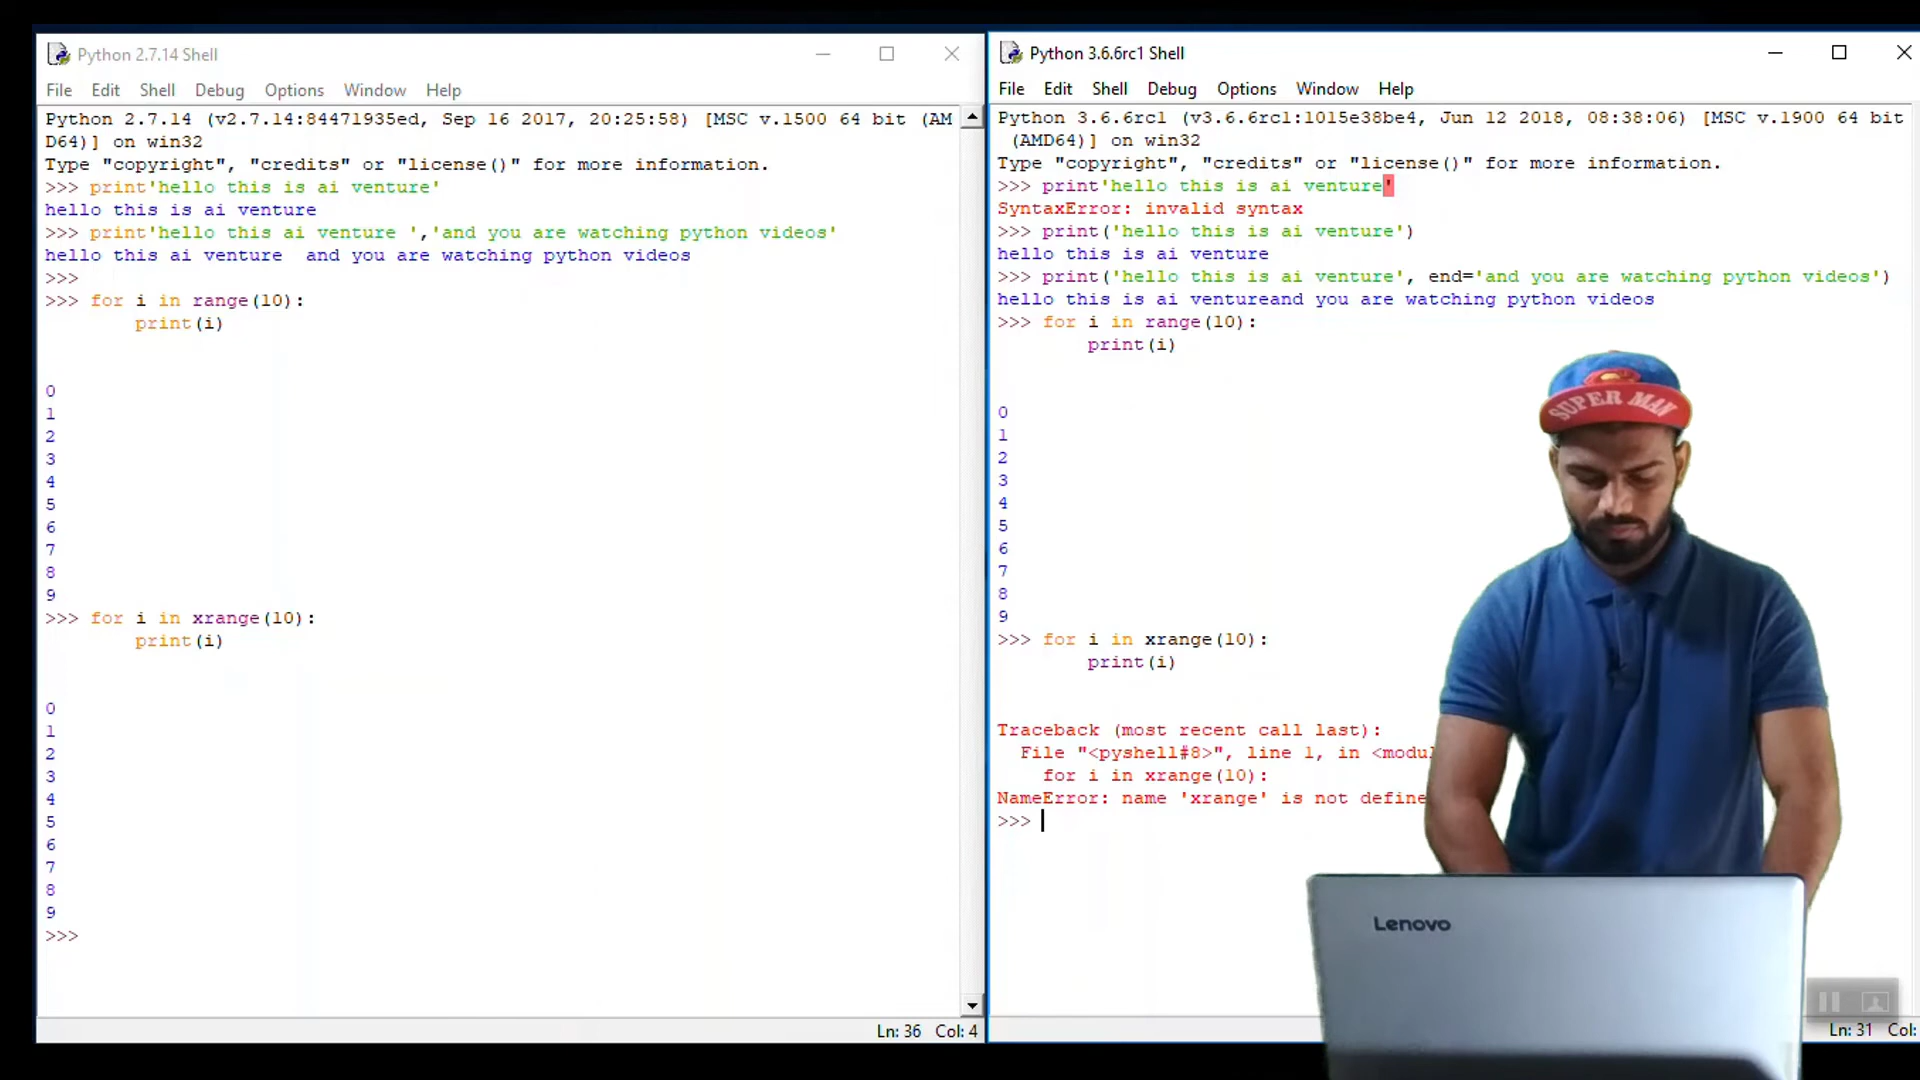 Python 2.7.14 Shell
File Edit Shell Debug Options Window Help
Python 2.7.14 (v2.7.14:84471935ed, Sep 16 2017, 20:25:58) [MSC v.1500 64 bit (AM
D64)] on win32
Type "copyright", "credits" or "license()" for more information.
>>> print'hello this is ai venture'
hello this is ai venture
>>> print'hello this ai venture ','and you are watching python videos'
hello this ai venture  and you are watching python videos
>>>
>>> for i in range(10):
print(i)
0
1
2
3
4
5
6
7
8
9
>>> for i in xrange(10):
print(i)
0
1
2
3
4
5
6
7
8
9
>>>
Ln: 36 Col: 4
Python 3.6.6rc1 Shell
File Edit Shell Debug Options Window Help
Python 3.6.6rc1 (v3.6.6rc1:1015e38be4, Jun 12 2018, 08:38:06) [MSC v.1900 64 bit
(AMD64)] on win32
Type "copyright", "credits" or "license()" for more information.
>>> print'hello this is ai venture'
SyntaxError: invalid syntax
>>> print('hello this is ai venture')
hello this is ai venture
>>> print('hello this is ai venture', end='and you are watching python videos')
hello this is ai ventureand you are watching python videos
>>> for i in range(10):
print(i)
0
1
2
3
4
5
6
7
8
9
>>> for i in xrange(10):
print(i)
Traceback (most recent call last):
File "<pyshell#8>", line 1, in <modul
for i in xrange(10):
NameError: name 'xrange' is not define
>>>
Ln: 31 Col:
SUPER MAN
Lenovo